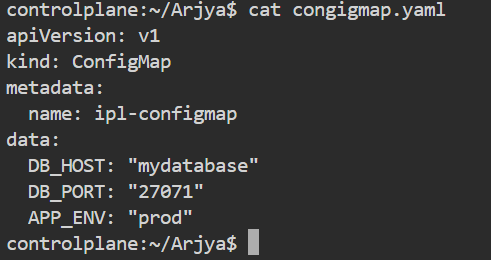 controlplane:~/Arjya$ cat congigmap.yaml
apiVersion: v1
kind: ConfigMap
metadata:
  name: ipl-configmap
data:
  DB_HOST: "mydatabase"
  DB_PORT: "27071"
  APP_ENV: "prod"
controlplane:~/Arjya$